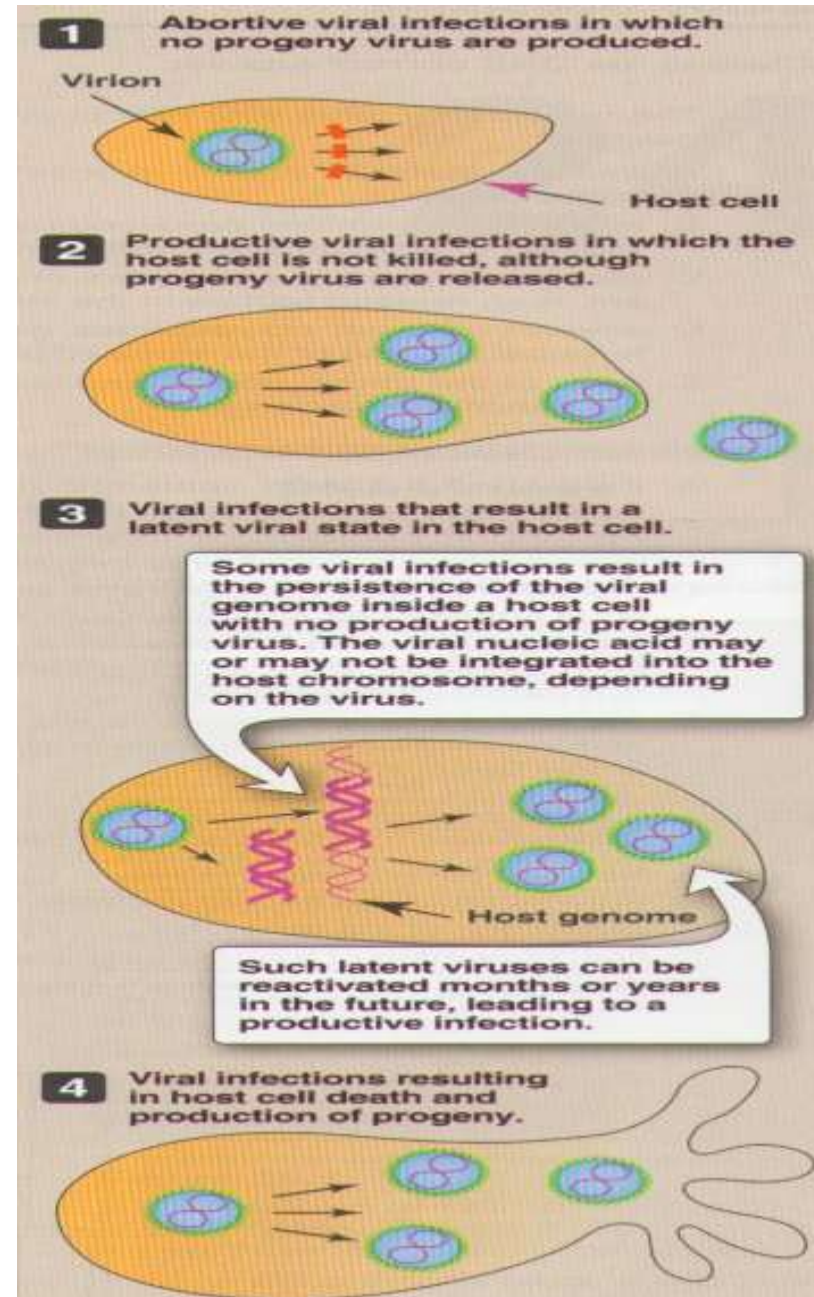 1
Abortive viral infections in which
no progeny virus are produced.
Virion
Host cell
2
Productive viral infections in which the
host cell is not killed, although
progeny virus are released.
3
Viral infections that result in a
latent viral state in the host cell.
Some viral infections result in
the persistence of the viral
genome inside a host cell
with no production of progeny
virus. The viral nucleic acid may
or may not be integrated into the
host chromosome, depending
on the virus.
Host genome
Such latent viruses can be
reactivated months or years
in the future, leading to a
productive infection.
4
Viral infections resulting
in host cell death and
production of progeny.